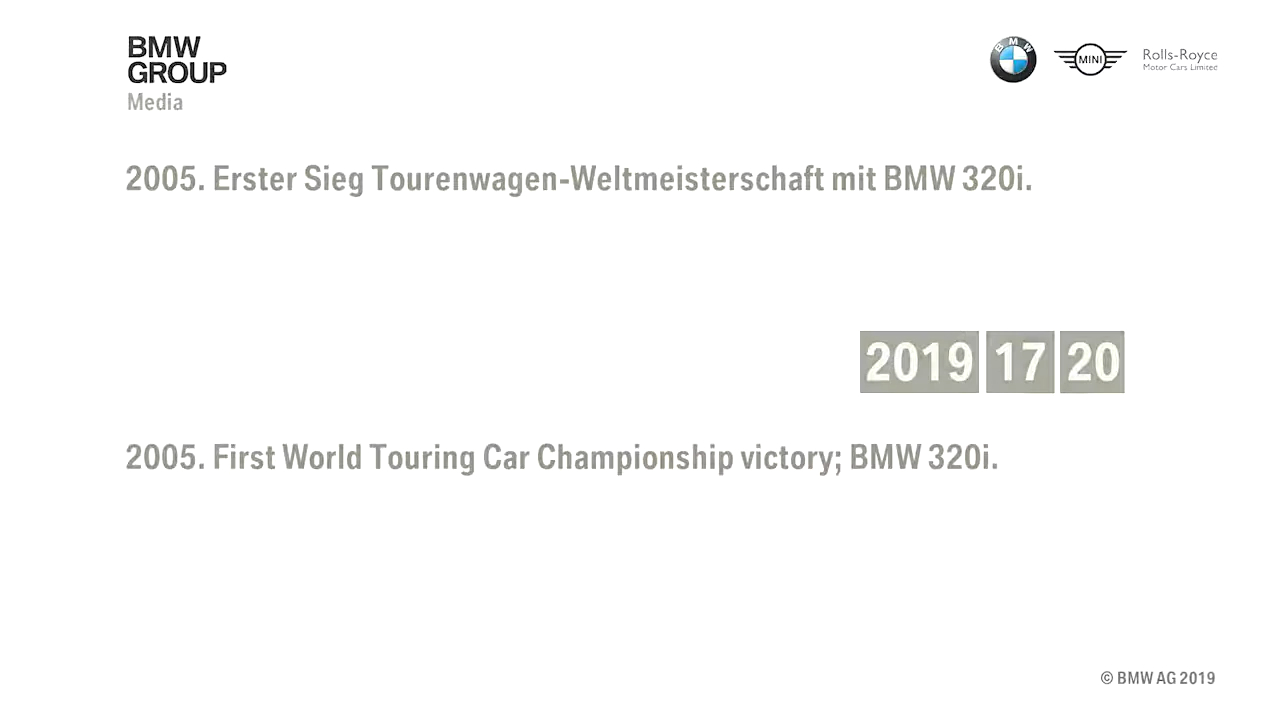 BMW
GROUP
Media
BMW
MINI
Rolls-Royce
Motor Cars Limited
2005. Erster Sieg Tourenwagen-Weltmeisterschaft mit BMW 320i.
2019 17 20
2005. First World Touring Car Championship victory; BMW 320i.
© BMW AG 2019